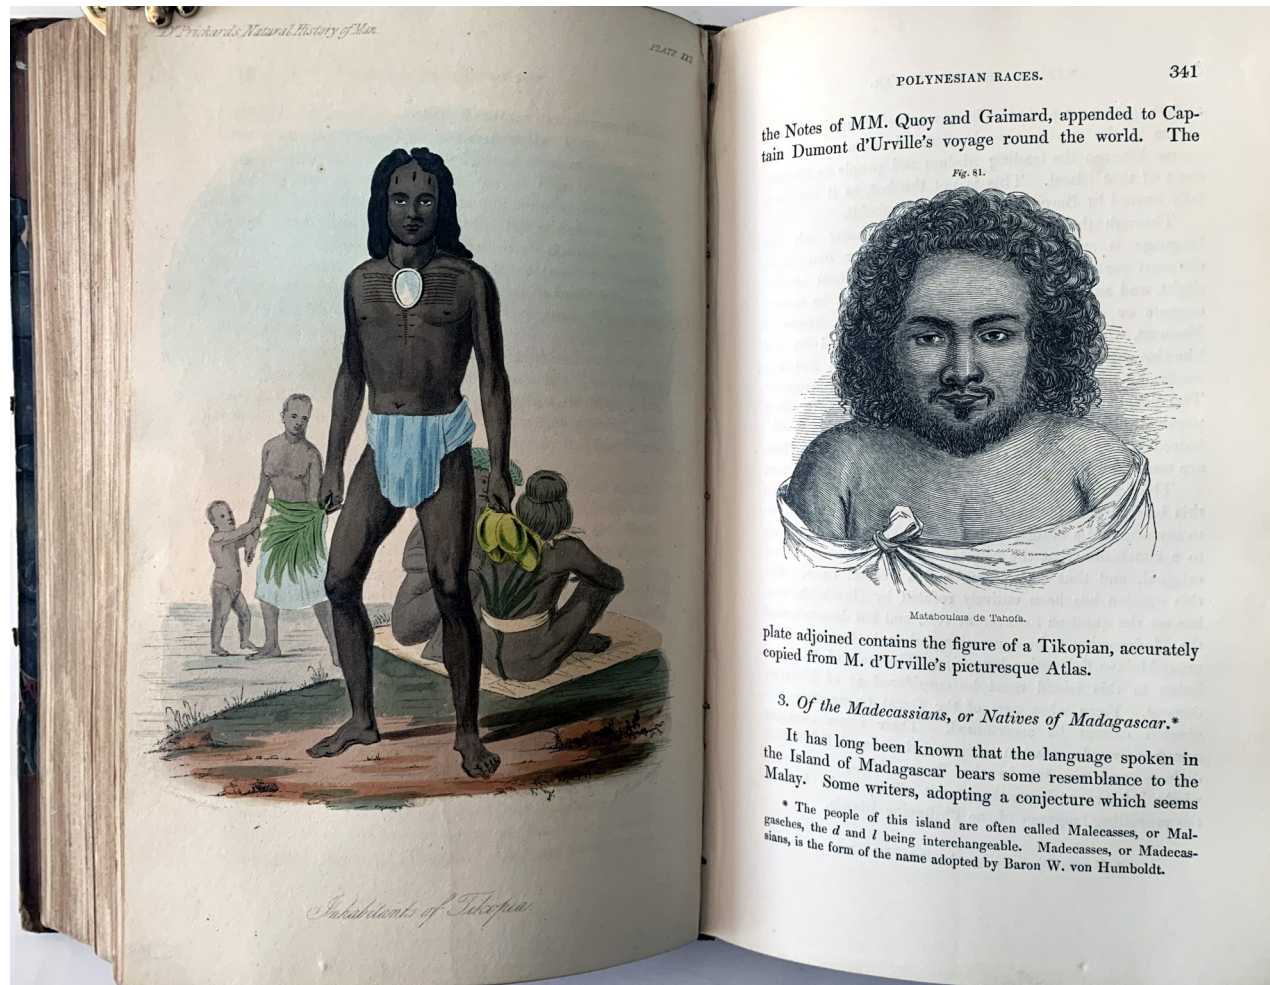 Dr Prichard's Natural History of Man.
PLATE
Inhabitants of Tikopia.
POLYNESIAN RACES.
341
the Notes of MM. Quoy and Gaimard, appended to Cap-
tain Dumont d'Urville's voyage round the world. The
Fig. 81.
Mataboulais de Tahofa.
plate adjoined contains the figure of a Tikopian, accurately
copied from M. d'Urville's picturesque Atlas.
3. Of the Madecassians, or Natives of Madagascar.*
It has long been known that the language spoken in
the Island of Madagascar bears some resemblance to the
Malay. Some writers, adopting a conjecture which seems
* The people of this island are often called Malecasses, or Mal-
gasches, the d and l being interchangeable. Madecasses, or Madecas-
sians, is the form of the name adopted by Baron W. von Humboldt.